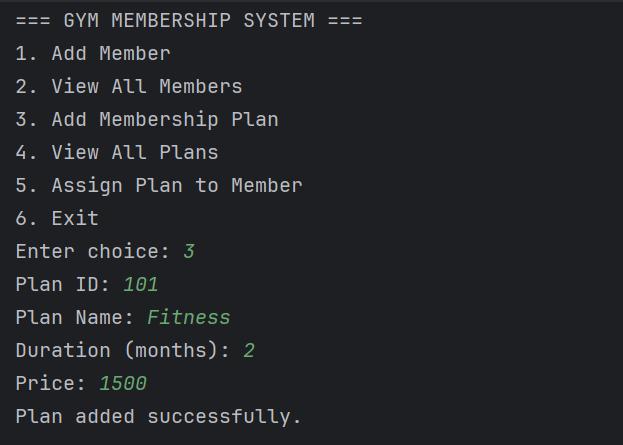 === GYM MEMBERSHIP SYSTEM ===
1. Add Member
2. View All Members
3. Add Membership Plan
4. View All Plans
5. Assign Plan to Member
6. Exit
Enter choice: 3
Plan ID: 101
Plan Name: Fitness
Duration (months): 2
Price: 1500
Plan added successfully.